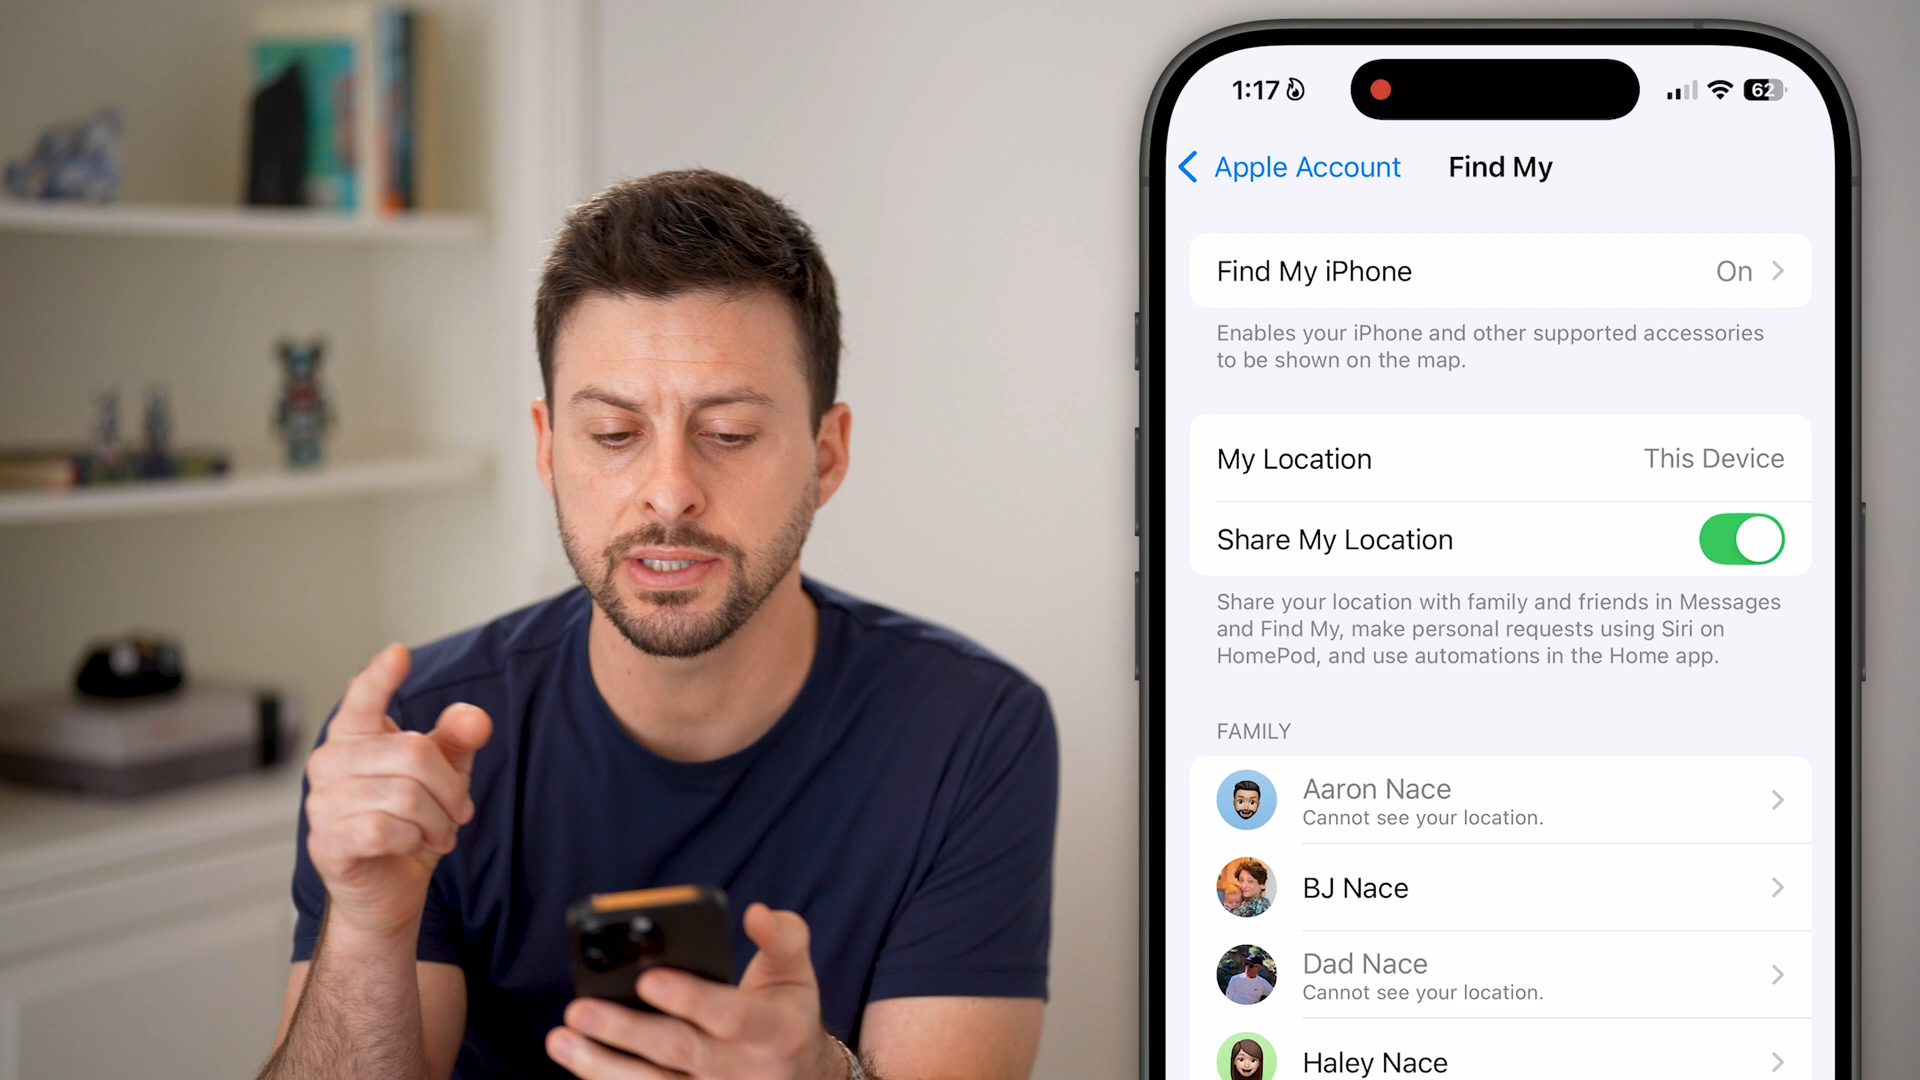 1:17
62
Apple Account
Find My
Find My iPhone
On
Enables your iPhone and other supported accessories
to be shown on the map.
My Location
This Device
Share My Location
Share your location with family and friends in Messages
and Find My, make personal requests using Siri on
HomePod, and use automations in the Home app.
FAMILY
Aaron Nace
Cannot see your location.
BJ Nace
Dad Nace
Cannot see your location.
Haley Nace